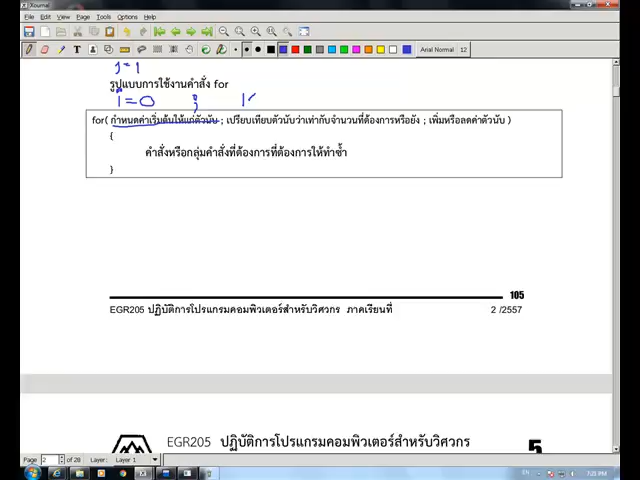 Xournal
File Edit View Page Tools Options Help
Arial Normal 12
J = 1
รูปแบบการใช้งานคำสั่ง for
i = 0 ;
for( กำหนดค่าเริ่มต้นให้แก่ตัวนับ ; เปรียบเทียบตัวนับว่าเท่ากับจำนวนที่ต้องการหรือยัง ; เพิ่มหรือลดค่าตัวนับ )
{
คำสั่งหรือกลุ่มคำสั่งที่ต้องการที่ต้องการให้ทำซ้ำ
}
105
EGR205 ปฏิบัติการโปรแกรมคอมพิวเตอร์สำหรับวิศวกร ภาคเรียนที่ 2 /2557
EGR205 ปฏิบัติการโปรแกรมคอมพิวเตอร์สำหรับวิศวกร 5
Page 2 of 28 Layer: Layer 1
EN 7:05 PM